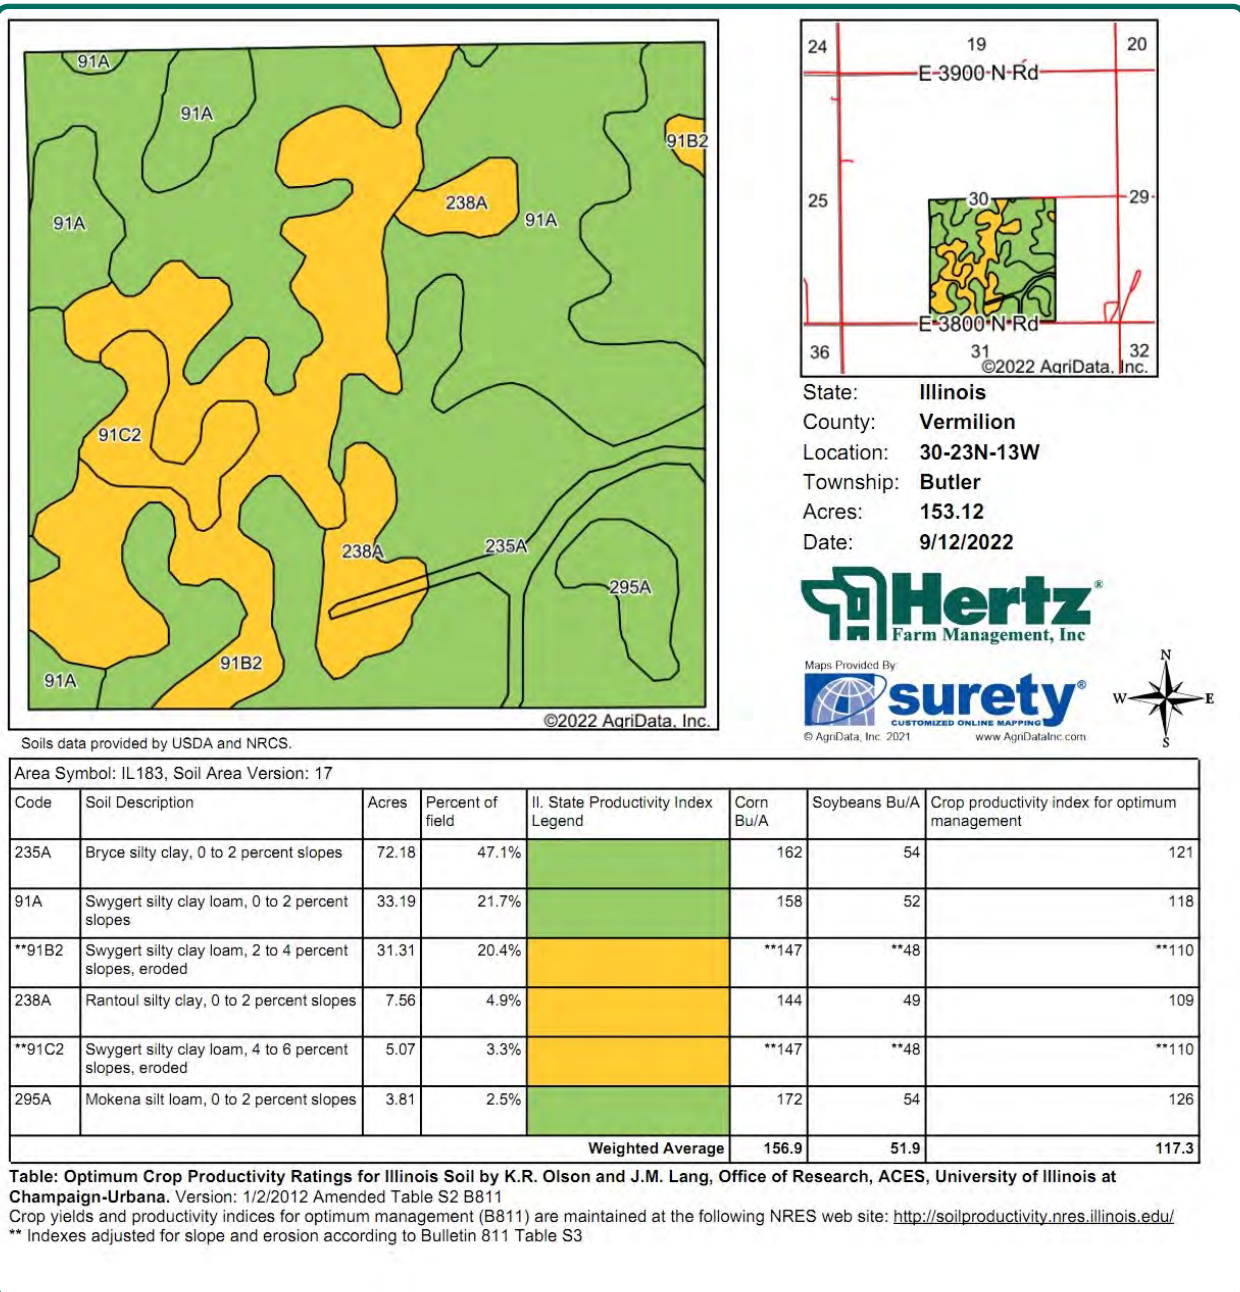 91A
91A
91B2
238A
91A
91A
91C2
238A
235A
295A
91B2
91A
©2022 AgriData, Inc.
Soils data provided by USDA and NRCS.
24 19 20
E 3900 N Rd
25 30 29
E 3800 N Rd
36 31 32
©2022 AgriData, Inc.
State: Illinois
County: Vermilion
Location: 30-23N-13W
Township: Butler
Acres: 153.12
Date: 9/12/2022
Hertz®
Farm Management, Inc
Maps Provided By:
surety®
CUSTOMIZED ONLINE MAPPING
© AgriData, Inc. 2021 www.AgriDataInc.com
N
W E
S
Area Symbol: IL183, Soil Area Version: 17
Code Soil Description Acres Percent of field II. State Productivity Index Legend Corn Bu/A Soybeans Bu/A Crop productivity index for optimum management
235A Bryce silty clay, 0 to 2 percent slopes 72.18 47.1% 162 54 121
91A Swygert silty clay loam, 0 to 2 percent slopes 33.19 21.7% 158 52 118
**91B2 Swygert silty clay loam, 2 to 4 percent slopes, eroded 31.31 20.4% **147 **48 **110
238A Rantoul silty clay, 0 to 2 percent slopes 7.56 4.9% 144 49 109
**91C2 Swygert silty clay loam, 4 to 6 percent slopes, eroded 5.07 3.3% **147 **48 **110
295A Mokena silt loam, 0 to 2 percent slopes 3.81 2.5% 172 54 126
Weighted Average 156.9 51.9 117.3
Table: Optimum Crop Productivity Ratings for Illinois Soil by K.R. Olson and J.M. Lang, Office of Research, ACES, University of Illinois at
Champaign-Urbana. Version: 1/2/2012 Amended Table S2 B811
Crop yields and productivity indices for optimum management (B811) are maintained at the following NRES web site: http://soilproductivity.nres.illinois.edu/
** Indexes adjusted for slope and erosion according to Bulletin 811 Table S3